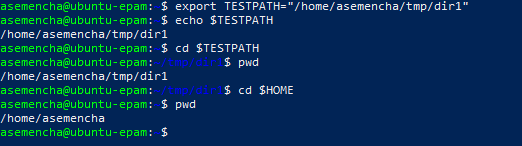 asemencha@ubuntu-epam:~$ export TESTPATH="/home/asemencha/tmp/dir1"
asemencha@ubuntu-epam:~$ echo $TESTPATH
/home/asemencha/tmp/dir1
asemencha@ubuntu-epam:~$ cd $TESTPATH
asemencha@ubuntu-epam:~/tmp/dir1$ pwd
/home/asemencha/tmp/dir1
asemencha@ubuntu-epam:~/tmp/dir1$ cd $HOME
asemencha@ubuntu-epam:~$ pwd
/home/asemencha
asemencha@ubuntu-epam:~$